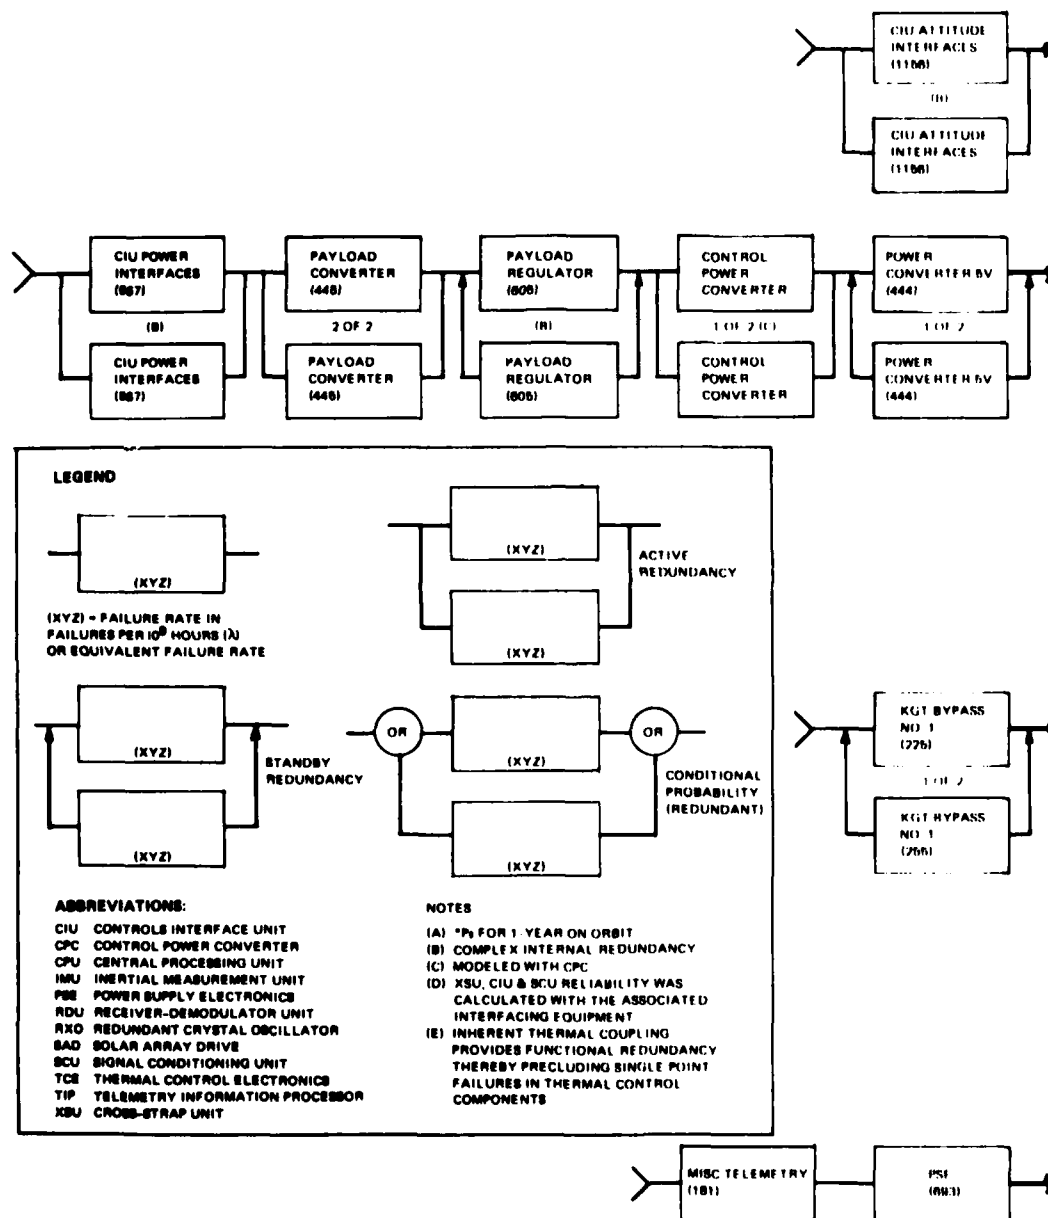 CIU ATTITUDE
INTERFACES
(1156)
(B)
CIU ATTITUDE
INTERFACES
(1156)
CIU POWER
INTERFACES
(867)
(B)
CIU POWER
INTERFACES
(867)
PAYLOAD
CONVERTER
(446)
2 OF 2
PAYLOAD
CONVERTER
(446)
PAYLOAD
REGULATOR
(605)
(B)
PAYLOAD
REGULATOR
(605)
CONTROL
POWER
CONVERTER
1 OF 2 (C)
CONTROL
POWER
CONVERTER
POWER
CONVERTER 5V
(444)
1 OF 2
POWER
CONVERTER 5V
(444)
LEGEND
(XYZ)
(XYZ) = FAILURE RATE IN
FAILURES PER 10⁹ HOURS (λ)
OR EQUIVALENT FAILURE RATE
(XYZ)
ACTIVE
REDUNDANCY
(XYZ)
(XYZ)
STANDBY
REDUNDANCY
(XYZ)
OR
(XYZ)
OR
CONDITIONAL
PROBABILITY
(REDUNDANT)
(XYZ)
KGT BYPASS
NO. 1
(225)
1 OF 2
KGT BYPASS
NO. 1
ABBREVIATIONS:
CIU CONTROLS INTERFACE UNIT
CPC CONTROL POWER CONVERTER
CPU CENTRAL PROCESSING UNIT
IMU INERTIAL MEASUREMENT UNIT
PSE POWER SUPPLY ELECTRONICS
RDU RECEIVER-DEMODULATOR UNIT
RXO REDUNDANT CRYSTAL OSCILLATOR
SAD SOLAR ARRAY DRIVE
SCU SIGNAL CONDITIONING UNIT
TCE THERMAL CONTROL ELECTRONICS
TIP TELEMETRY INFORMATION PROCESSOR
XSU CROSS-STRAP UNIT
NOTES
(A) *Ps FOR 1-YEAR ON ORBIT
(B) COMPLEX INTERNAL REDUNDANCY
(C) MODELED WITH CPC
(D) XSU, CIU & SCU RELIABILITY WAS
CALCULATED WITH THE ASSOCIATED
INTERFACING EQUIPMENT
(E) INHERENT THERMAL COUPLING
PROVIDES FUNCTIONAL REDUNDANCY
THEREBY PRECLUDING SINGLE POINT
FAILURES IN THERMAL CONTROL
COMPONENTS
MISC TELEMETRY
(181)
PSE
(693)